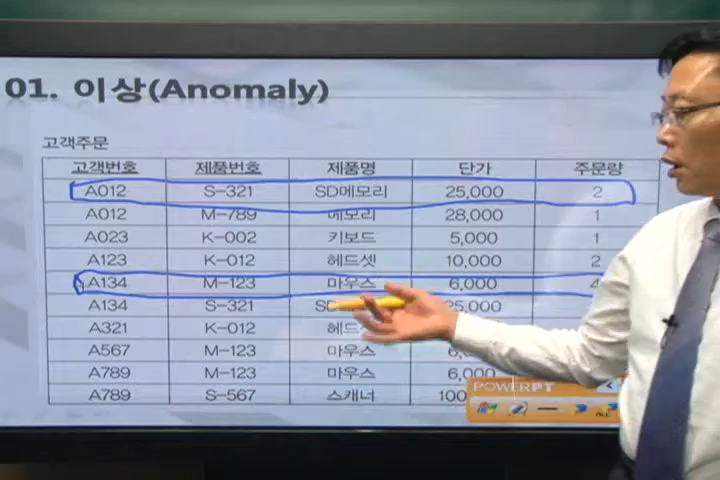 01. 이상(Anomaly)
고객주문
고객번호 제품번호 제품명 단가 주문량
A012 S-321 SD메모리 25,000 2
A012 M-789 메모리 28,000 1
A023 K-002 키보드 5,000 1
A123 K-012 헤드셋 10,000 2
A134 M-123 마우스 6,000 4
A134 S-321 25,000
A321 K-012
A567 M-123 마우스
A789 M-123 마우스 6,000
A789 S-567 스캐너
POWERPT